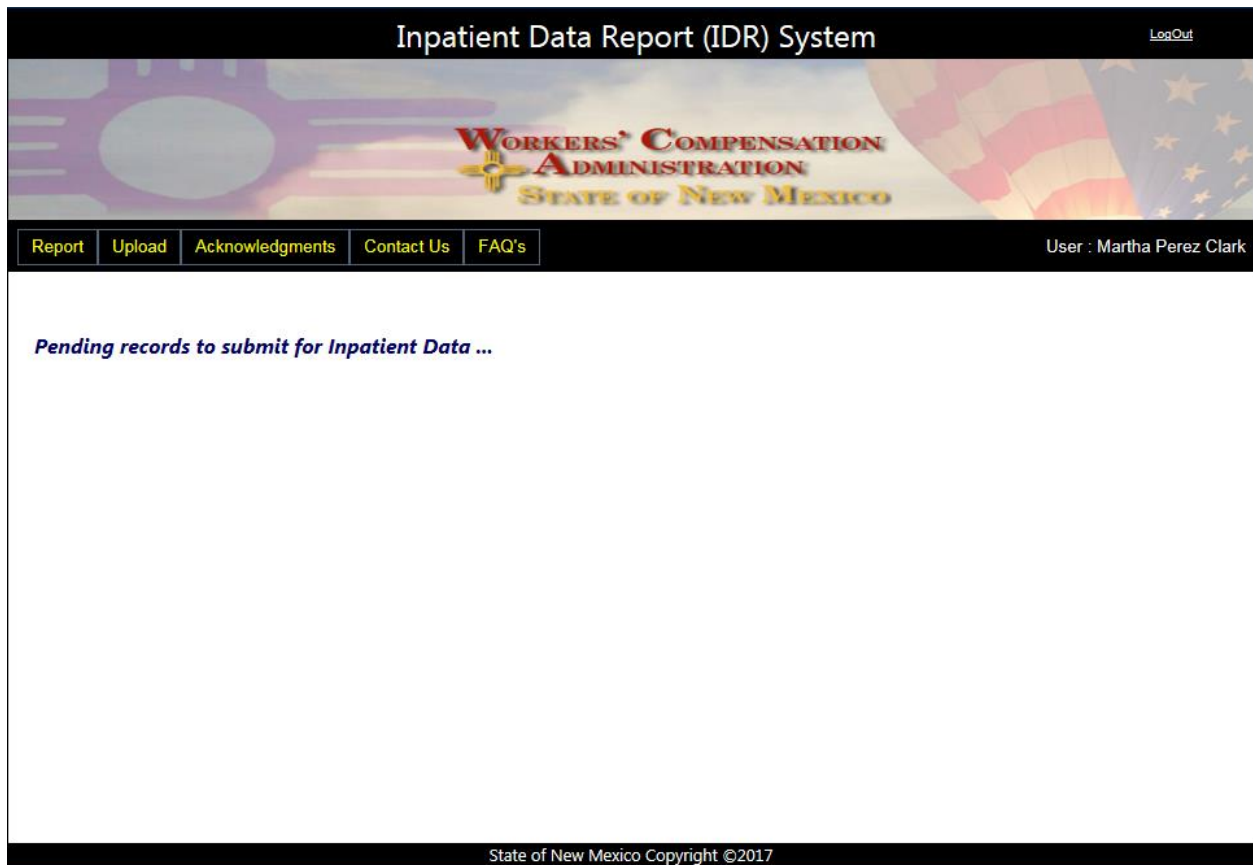 Inpatient Data Report (IDR) System
LogOut
WORKERS' COMPENSATION
ADMINISTRATION
STATE OF NEW MEXICO
Report Upload Acknowledgments Contact Us FAQ's User : Martha Perez Clark
Pending records to submit for Inpatient Data ...
State of New Mexico Copyright ©2017